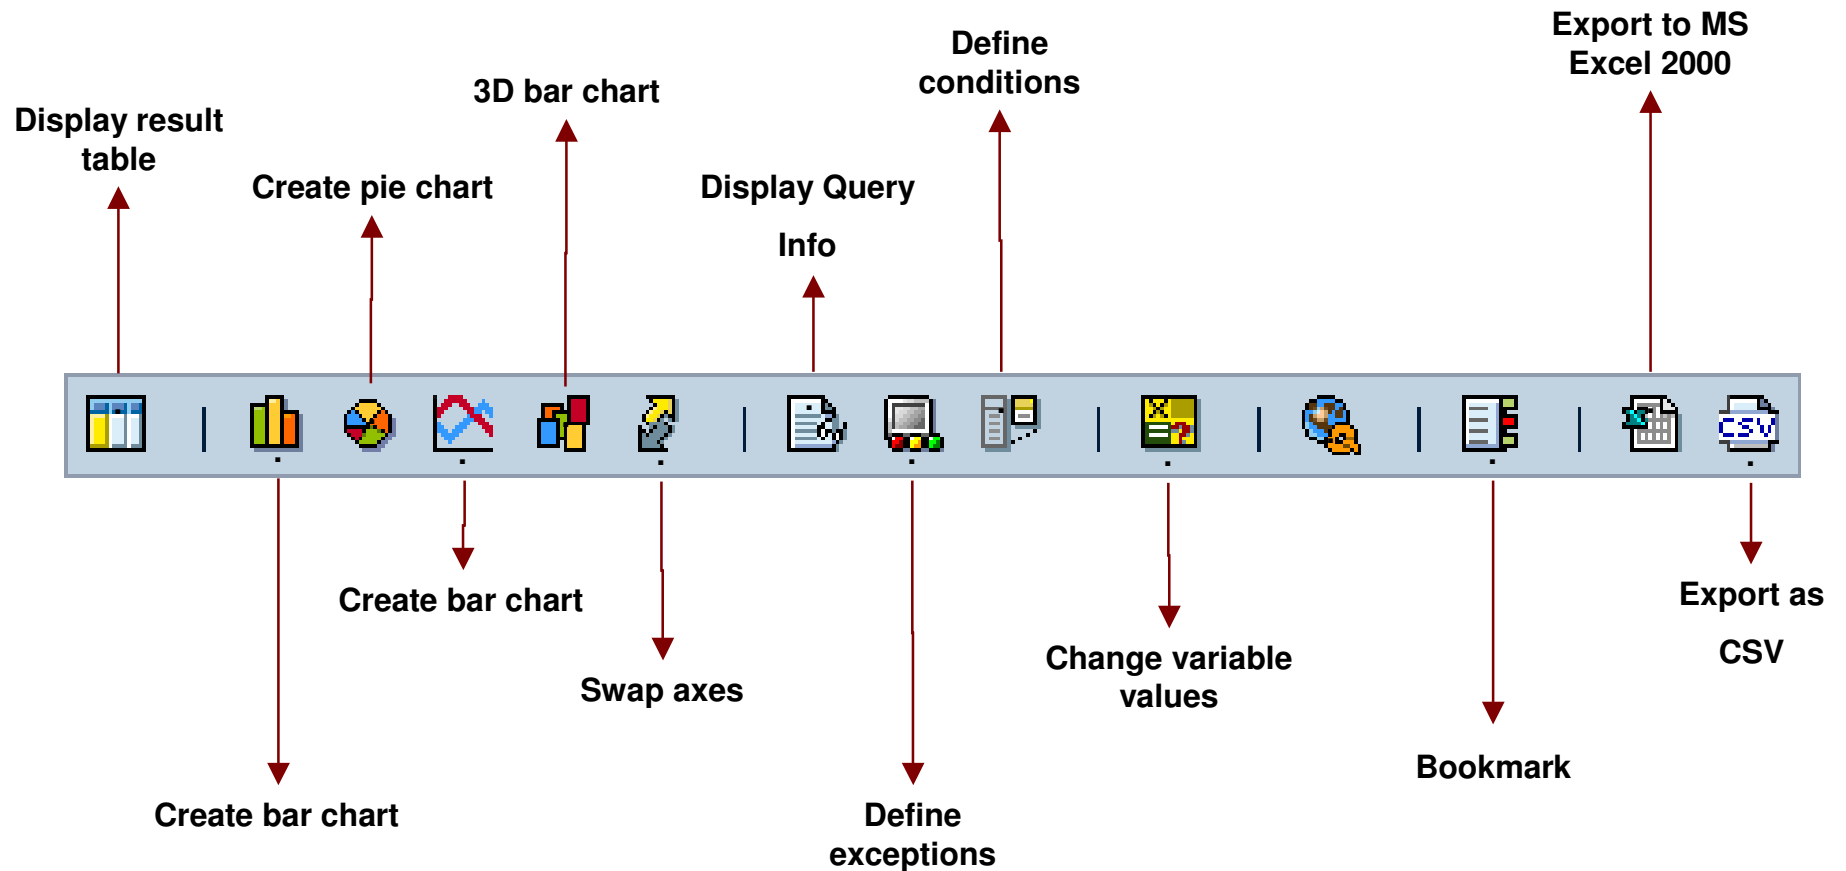 Export to MS
Excel 2000
Define
conditions
3D bar chart
Display result
table
Create pie chart
Display Query
Info
CSV
Create bar chart
Export as
CSV
Change variable
values
Swap axes
Bookmark
Create bar chart
Define
exceptions